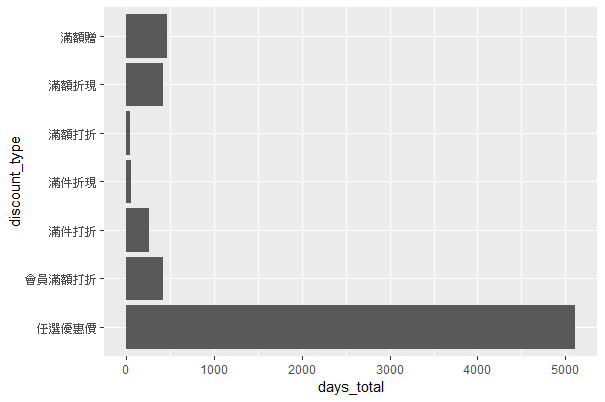 discount_type
滿額贈
滿額折現
滿額打折
滿件折現
滿件打折
會員滿額打折
任選優惠價
0 1000 2000 3000 4000 5000
days_total